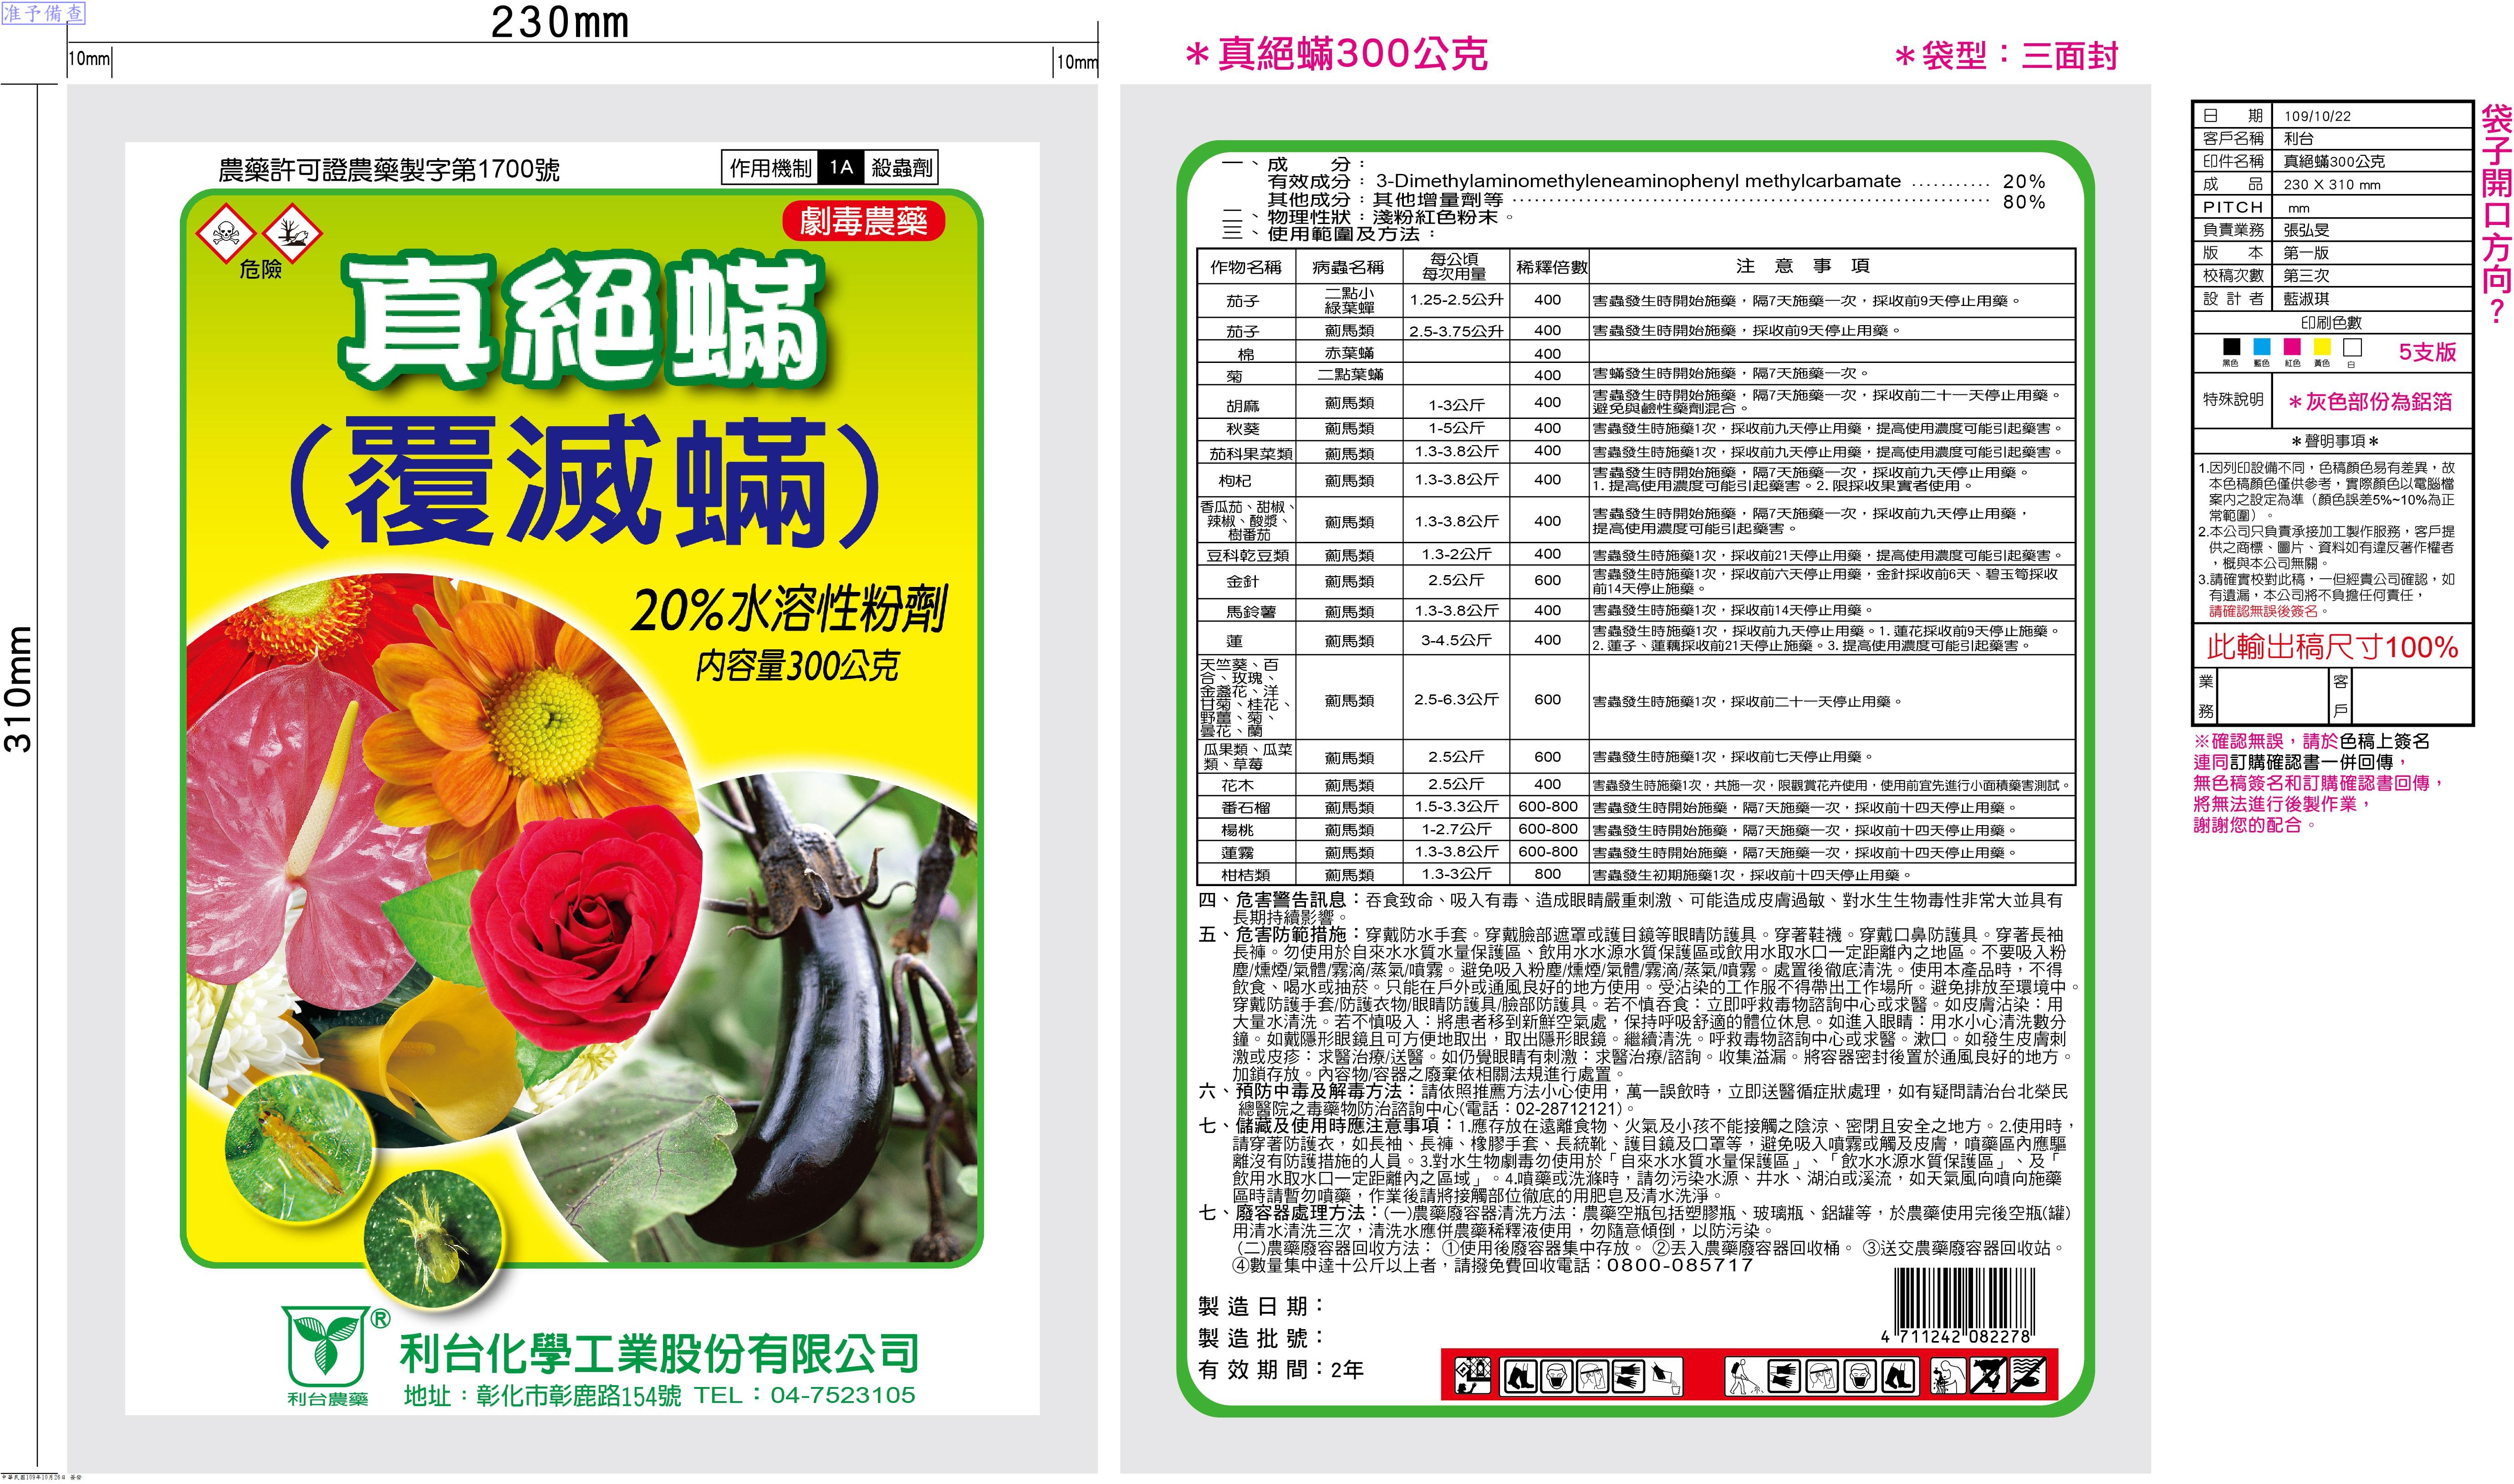 准予備查
230mm
10mm
10mm
310mm
農藥許可證農藥製字第1700號
作用機制 1A 殺蟲劑
劇毒農藥
危險
真絕蟎
(覆滅蟎)
20%水溶性粉劑
內容量300公克
® 利台化學工業股份有限公司
利台農藥
地址：彰化市彰鹿路154號 TEL：04-7523105
中華民國109年10月26日 簽發
＊真絕蟎300公克
＊袋型：三面封
一、成　　分：
有效成分：3-Dimethylaminomethyleneaminophenyl methylcarbamate ........... 20%
其他成分：其他增量劑等 ........... 80%
二、物理性狀：淺粉紅色粉末。
三、使用範圍及方法：
作物名稱 病蟲名稱 每公頃每次用量 稀釋倍數 注意事項
茄子 二點小綠葉蟬 1.25-2.5公升 400 害蟲發生時開始施藥，隔7天施藥一次，採收前9天停止用藥。
茄子 薊馬類 2.5-3.75公升 400 害蟲發生時開始施藥，採收前9天停止用藥。
棉 赤葉蟎 400
菊 二點葉蟎 400 害蟎發生時開始施藥，隔7天施藥一次。
胡麻 薊馬類 1-3公斤 400 害蟲發生時開始施藥，隔7天施藥一次，採收前二十一天停止用藥。
避免與鹼性藥劑混合。
秋葵 薊馬類 1-5公斤 400 害蟲發生時施藥1次，採收前九天停止用藥，提高使用濃度可能引起藥害。
茄科果菜類 薊馬類 1.3-3.8公斤 400 害蟲發生時施藥1次，採收前九天停止用藥，提高使用濃度可能引起藥害。
枸杞 薊馬類 1.3-3.8公斤 400 害蟲發生時開始施藥，隔7天施藥一次，採收前九天停止用藥。
1.提高使用濃度可能引起藥害。2.限採收果實者使用。
香瓜茄、甜椒、
辣椒、酸漿、
樹番茄 薊馬類 1.3-3.8公斤 400 害蟲發生時開始施藥，隔7天施藥一次，採收前九天停止用藥，
提高使用濃度可能引起藥害。
豆科乾豆類 薊馬類 1.3-2公斤 400 害蟲發生時施藥1次，採收前21天停止用藥，提高使用濃度可能引起藥害。
金針 薊馬類 2.5公斤 600 害蟲發生時施藥1次，採收前六天停止用藥，金針採收前6天、碧玉筍採收
前14天停止施藥。
馬鈴薯 薊馬類 1.3-3.8公斤 400 害蟲發生時施藥1次，採收前14天停止用藥。
蓮 薊馬類 3-4.5公斤 400 害蟲發生時施藥1次，採收前九天停止用藥。1.蓮花採收前9天停止施藥。
2.蓮子、蓮藕採收前21天停止施藥。3.提高使用濃度可能引起藥害。
天竺葵、百
合、玫瑰、
金盞花、洋
甘菊、桂花、
野薑、菊、
曇花、蘭 薊馬類 2.5-6.3公斤 600 害蟲發生時施藥1次，採收前二十一天停止用藥。
瓜果類、瓜菜
類、草莓 薊馬類 2.5公斤 600 害蟲發生時施藥1次，採收前七天停止用藥。
花木 薊馬類 2.5公斤 400 害蟲發生時施藥1次，共施一次，限觀賞花卉使用，使用前宜先進行小面積藥害測試。
番石榴 薊馬類 1.5-3.3公斤 600-800 害蟲發生時開始施藥，隔7天施藥一次，採收前十四天停止用藥。
楊桃 薊馬類 1-2.7公斤 600-800 害蟲發生時開始施藥，隔7天施藥一次，採收前十四天停止用藥。
蓮霧 薊馬類 1.3-3.8公斤 600-800 害蟲發生時開始施藥，隔7天施藥一次，採收前十四天停止用藥。
柑桔類 薊馬類 1.3-3公斤 800 害蟲發生初期施藥1次，採收前十四天停止用藥。
四、危害警告訊息：吞食致命、吸入有毒、造成眼睛嚴重刺激、可能造成皮膚過敏、對水生生物毒性非常大並具有
長期持續影響。
五、危害防範措施：穿戴防水手套。穿戴臉部遮罩或護目鏡等眼睛防護具。穿著鞋襪。穿戴口鼻防護具。穿著長袖
長褲。勿使用於自來水水質水量保護區、飲用水水源水質保護區或飲用水取水口一定距離內之地區。不要吸入粉
塵/燻煙/氣體/霧滴/蒸氣/噴霧。避免吸入粉塵/燻煙/氣體/霧滴/蒸氣/噴霧。處置後徹底清洗。使用本產品時，不得
飲食、喝水或抽菸。只能在戶外或通風良好的地方使用。受沾染的工作服不得帶出工作場所。避免排放至環境中。
穿戴防護手套/防護衣物/眼睛防護具/臉部防護具。若不慎吞食：立即呼救毒物諮詢中心或求醫。如皮膚沾染：用
大量水清洗。若不慎吸入：將患者移到新鮮空氣處，保持呼吸舒適的體位休息。如進入眼睛：用水小心清洗數分
鐘。如戴隱形眼鏡且可方便地取出，取出隱形眼鏡。繼續清洗。呼救毒物諮詢中心或求醫。漱口。如發生皮膚刺
激或皮疹：求醫治療/送醫。如仍覺眼睛有刺激：求醫治療/諮詢。收集溢漏。將容器密封後置於通風良好的地方。
加鎖存放。內容物/容器之廢棄依相關法規進行處置。
六、預防中毒及解毒方法：請依照推薦方法小心使用，萬一誤飲時，立即送醫循症狀處理，如有疑問請洽台北榮民
總醫院之毒藥物防治諮詢中心(電話：02-28712121)。
七、儲藏及使用時應注意事項：1.應存放在遠離食物、火氣及小孩不能接觸之陰涼、密閉且安全之地方。2.使用時，
請穿著防護衣，如長袖、長褲、橡膠手套、長統靴、護目鏡及口罩等，避免吸入噴霧或觸及皮膚，噴藥區內應驅
離沒有防護措施的人員。3.對水生物劇毒勿使用於「自來水水質水量保護區」、「飲水水源水質保護區」、及「
飲用水取水口一定距離內之區域」。4.噴藥或洗滌時，請勿污染水源、井水、湖泊或溪流，如天氣風向噴向施藥
區時請暫勿噴藥，作業後請將接觸部位徹底的用肥皂及清水洗淨。
七、廢容器處理方法：(一)農藥廢容器清洗方法：農藥空瓶包括塑膠瓶、玻璃瓶、鋁罐等，於農藥使用完後空瓶(罐)
用清水清洗三次，清洗水應併農藥稀釋液使用，勿隨意傾倒，以防污染。
(二)農藥廢容器回收方法：①使用後廢容器集中存放。②丟入農藥廢容器回收桶。③送交農藥廢容器回收站。
④數量集中達十公斤以上者，請撥免費回收電話：0800-085717
製造日期：
製造批號：
有效期間：2年
4 711242 082278
日期 109/10/22
客戶名稱 利台
印件名稱 真絕蟎300公克
成品 230 X 310 mm
PITCH mm
負責業務 張弘旻
版本 第一版
校稿次數 第三次
設計者 藍淑琪
印刷色數
黑色 藍色 紅色 黃色 白 5支版
特殊說明 ＊灰色部份為鋁箔
＊聲明事項＊
1.因列印設備不同，色稿顏色易有差異，故
本色稿顏色僅供參考，實際顏色以電腦檔
案內之設定為準（顏色誤差5%~10%為正
常範圍）。
2.本公司只負責承接加工製作服務，客戶提
供之商標、圖片、資料如有違反著作權者
，概與本公司無關。
3.請確實校對此稿，一但經貴公司確認，如
有遺漏，本公司將不負擔任何責任，
請確認無誤後簽名。
此輸出稿尺寸100%
業務
客戶
※確認無誤，請於色稿上簽名
連同訂購確認書一併回傳，
無色稿簽名和訂購確認書回傳，
將無法進行後製作業，
謝謝您的配合。
袋子開口方向？